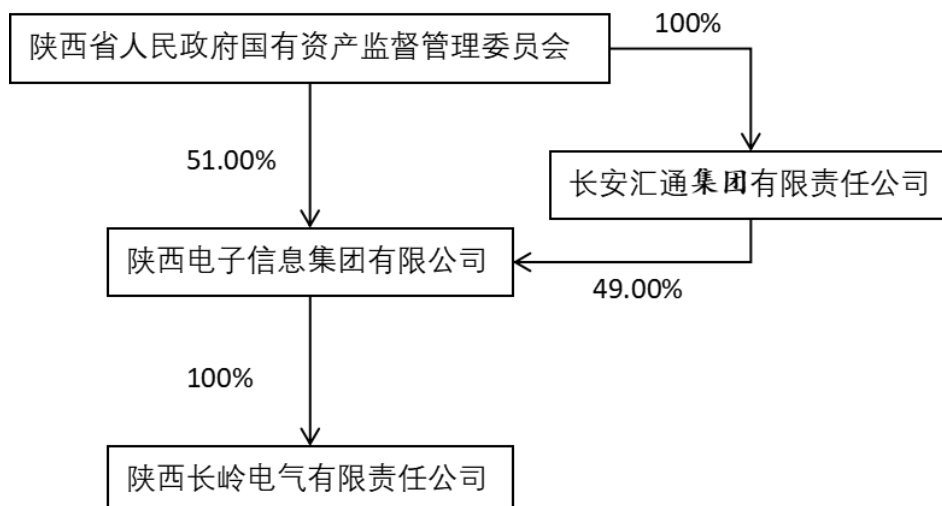 陕西省人民政府国有资产监督管理委员会
100%
51.00%
长安汇通集团有限责任公司
陕西电子信息集团有限公司
49.00%
100%
陕西长岭电气有限责任公司